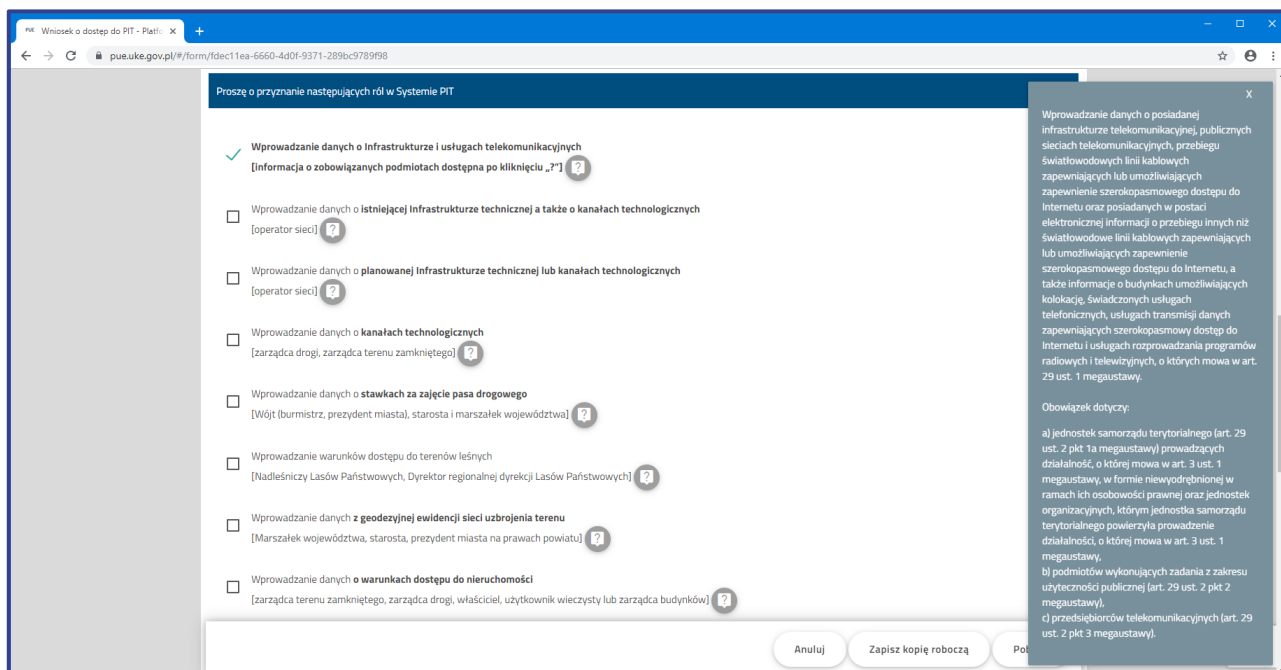 PUE Wniosek o dostęp do PIT - Platfo
pue.uke.gov.pl/#/form/fdec11ea-6660-4d0f-9371-289bc9789f98
Proszę o przyznanie następujących ról w Systemie PIT
Wprowadzanie danych o Infrastrukturze i usługach telekomunikacyjnych
[informacja o zobowiązanych podmiotach dostępna po kliknięciu „?"] ?
Wprowadzanie danych o istniejącej Infrastrukturze technicznej a także o kanałach technologicznych
[operator sieci] ?
Wprowadzanie danych o planowanej Infrastrukturze technicznej lub kanałach technologicznych
[operator sieci] ?
Wprowadzanie danych o kanałach technologicznych
[zarządca drogi, zarządca terenu zamkniętego] ?
Wprowadzanie danych o stawkach za zajęcie pasa drogowego
[Wójt (burmistrz, prezydent miasta), starosta i marszałek województwa] ?
Wprowadzanie warunków dostępu do terenów leśnych
[Nadleśniczy Lasów Państwowych, Dyrektor regionalnej dyrekcji Lasów Państwowych] ?
Wprowadzanie danych z geodezyjnej ewidencji sieci uzbrojenia terenu
[Marszałek województwa, starosta, prezydent miasta na prawach powiatu] ?
Wprowadzanie danych o warunkach dostępu do nieruchomości
[zarządca terenu zamkniętego, zarządca drogi, właściciel, użytkownik wieczysty lub zarządca budynków] ?
Anuluj
Zapisz kopię roboczą
X
Wprowadzanie danych o posiadanej
infrastrukturze telekomunikacyjnej, publicznych
sieciach telekomunikacyjnych, przebiegu
światłowodowych linii kablowych
zapewniających lub umożliwiających
zapewnienie szerokopasmowego dostępu do
Internetu oraz posiadanych w postaci
elektronicznej informacji o przebiegu innych niż
światłowodowe linii kablowych zapewniających
lub umożliwiających zapewnienie
szerokopasmowego dostępu do Internetu, a
także informacje o budynkach umożliwiających
kolokację, świadczonych usługach
telefonicznych, usługach transmisji danych
zapewniających szerokopasmowy dostęp do
Internetu i usługach rozprowadzania programów
radiowych i telewizyjnych, o których mowa w art.
29 ust. 1 megaustawy.
Obowiązek dotyczy:
a) jednostek samorządu terytorialnego (art. 29
ust. 2 pkt 1a megaustawy) prowadzących
działalność, o której mowa w art. 3 ust. 1
megaustawy, w formie niewyodrębnionej w
ramach ich osobowości prawnej oraz jednostek
organizacyjnych, którym jednostka samorządu
terytorialnego powierzyła prowadzenie
działalności, o której mowa w art. 3 ust. 1
megaustawy,
b) podmiotów wykonujących zadania z zakresu
użyteczności publicznej (art. 29 ust. 2 pkt 2
megaustawy),
c) przedsiębiorców telekomunikacyjnych (art. 29
ust. 2 pkt 3 megaustawy).